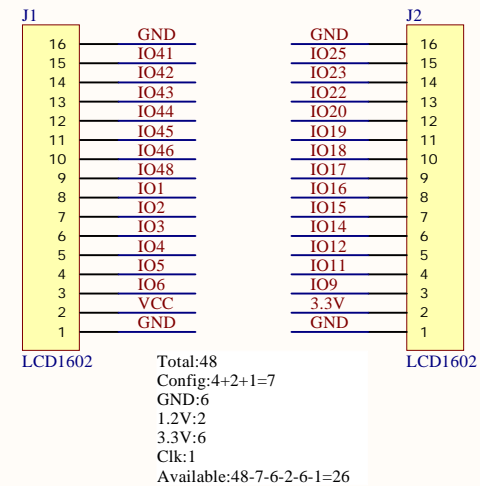 J1
16 GND
15 IO41
14 IO42
13 IO43
12 IO44
11 IO45
10 IO46
9 IO48
8 IO1
7 IO2
6 IO3
5 IO4
4 IO5
3 IO6
2 VCC
1 GND
LCD1602
J2
GND 16
IO25 15
IO23 14
IO22 13
IO20 12
IO19 11
IO18 10
IO17 9
IO16 8
IO15 7
IO14 6
IO12 5
IO11 4
IO9 3
3.3V 2
GND 1
LCD1602
Total:48
Config:4+2+1=7
GND:6
1.2V:2
3.3V:6
Clk:1
Available:48-7-6-2-6-1=26